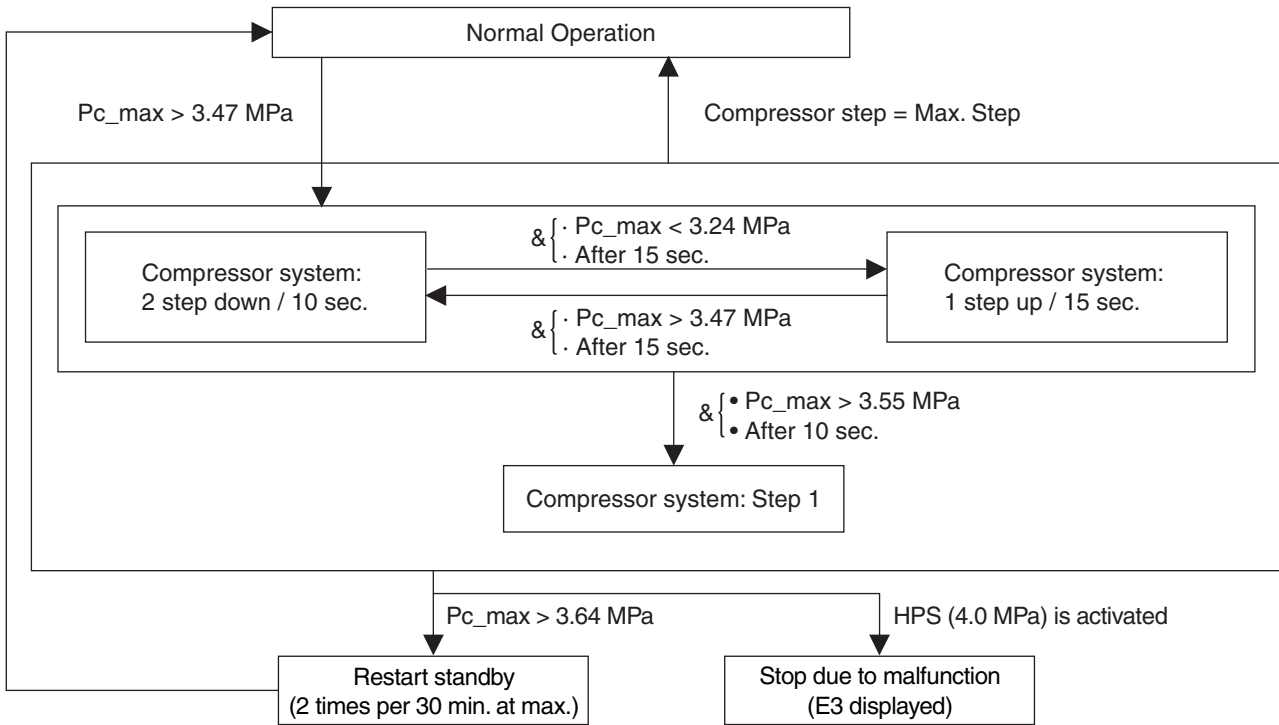 Normal Operation
Pc_max > 3.47 MPa
Compressor step = Max. Step
& { · Pc_max < 3.24 MPa
· After 15 sec.
Compressor system:
2 step down / 10 sec.
Compressor system:
1 step up / 15 sec.
& { · Pc_max > 3.47 MPa
· After 15 sec.
& { • Pc_max > 3.55 MPa
• After 10 sec.
Compressor system: Step 1
Pc_max > 3.64 MPa
HPS (4.0 MPa) is activated
Restart standby
(2 times per 30 min. at max.)
Stop due to malfunction
(E3 displayed)